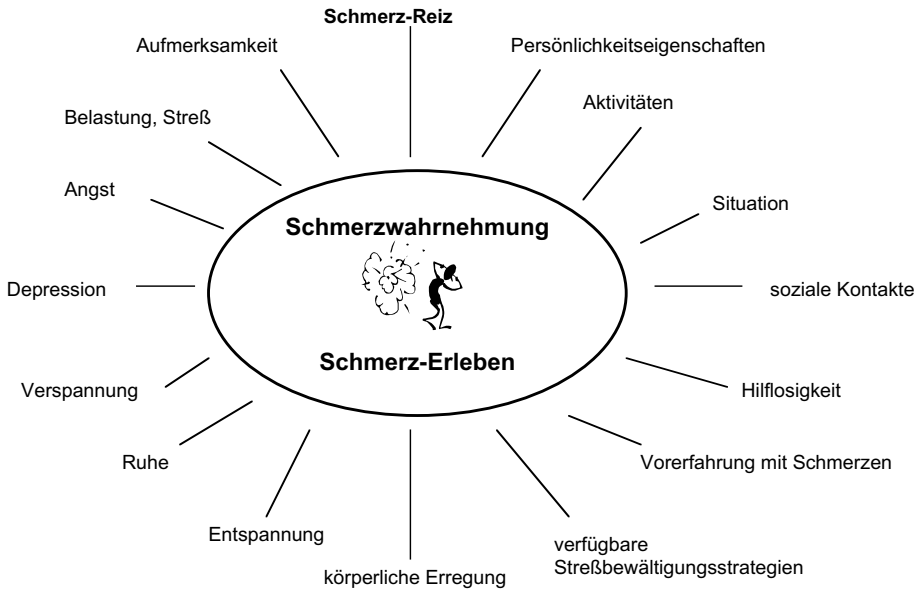 Schmerz-Reiz
Aufmerksamkeit
Persönlichkeitseigenschaften
Aktivitäten
Belastung, Streß
Angst
Situation
Schmerzwahrnehmung
Depression
soziale Kontakte
Schmerz-Erleben
Verspannung
Hilflosigkeit
Ruhe
Vorerfahrung mit Schmerzen
Entspannung
verfügbare
Streßbewältigungsstrategien
körperliche Erregung